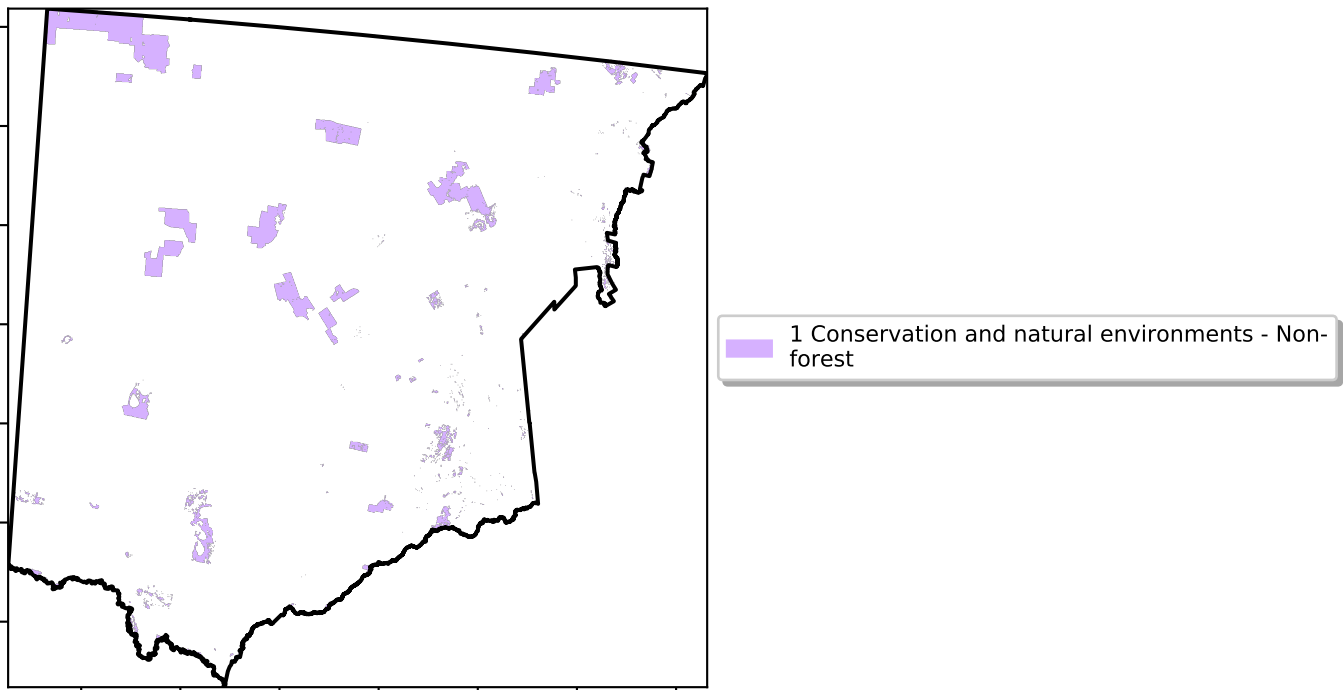 1 Conservation and natural environments - Non-
forest